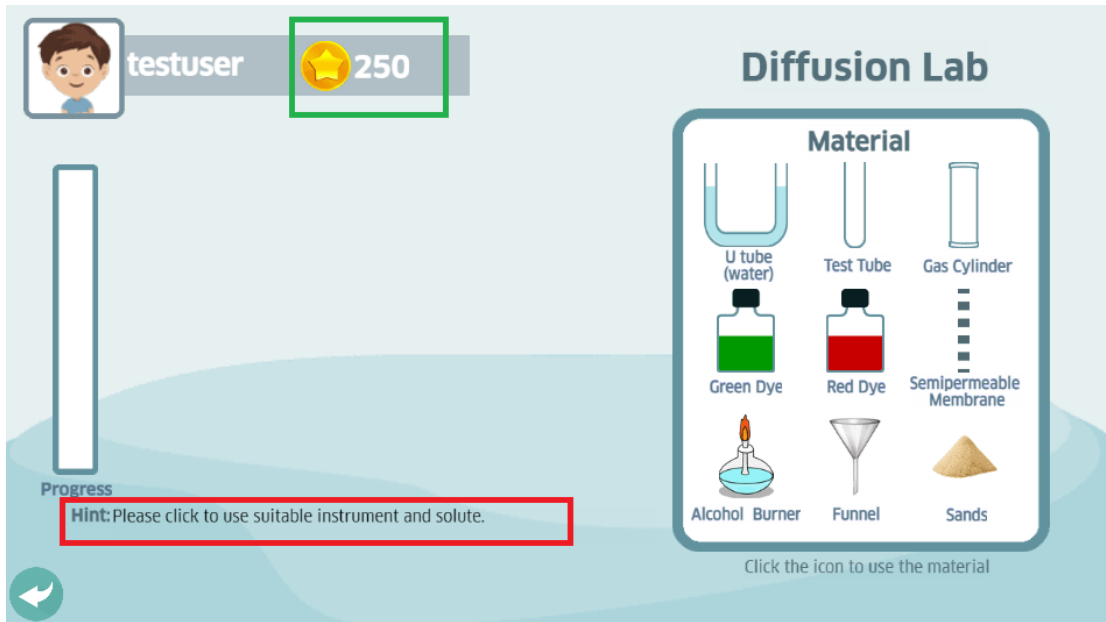 testuser
250
Diffusion Lab
Material
U tube
(water)
Test Tube
Gas Cylinder
Green Dye
Red Dye
Semipermeable
Membrane
Alcohol Burner
Funnel
Sands
Click the icon to use the material
Progress
Hint: Please click to use suitable instrument and solute.